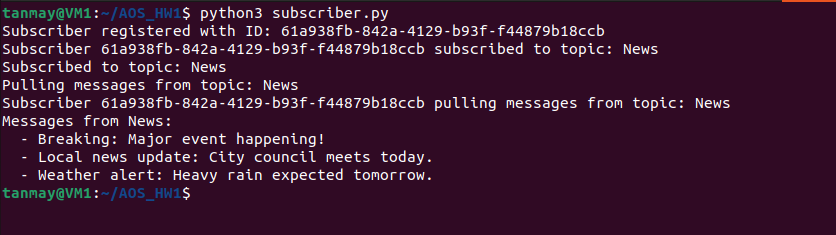 tanmay@VM1:~/AOS_HW1$ python3 subscriber.py
Subscriber registered with ID: 61a938fb-842a-4129-b93f-f44879b18ccb
Subscriber 61a938fb-842a-4129-b93f-f44879b18ccb subscribed to topic: News
Subscribed to topic: News
Pulling messages from topic: News
Subscriber 61a938fb-842a-4129-b93f-f44879b18ccb pulling messages from topic: News
Messages from News:
  - Breaking: Major event happening!
  - Local news update: City council meets today.
  - Weather alert: Heavy rain expected tomorrow.
tanmay@VM1:~/AOS_HW1$